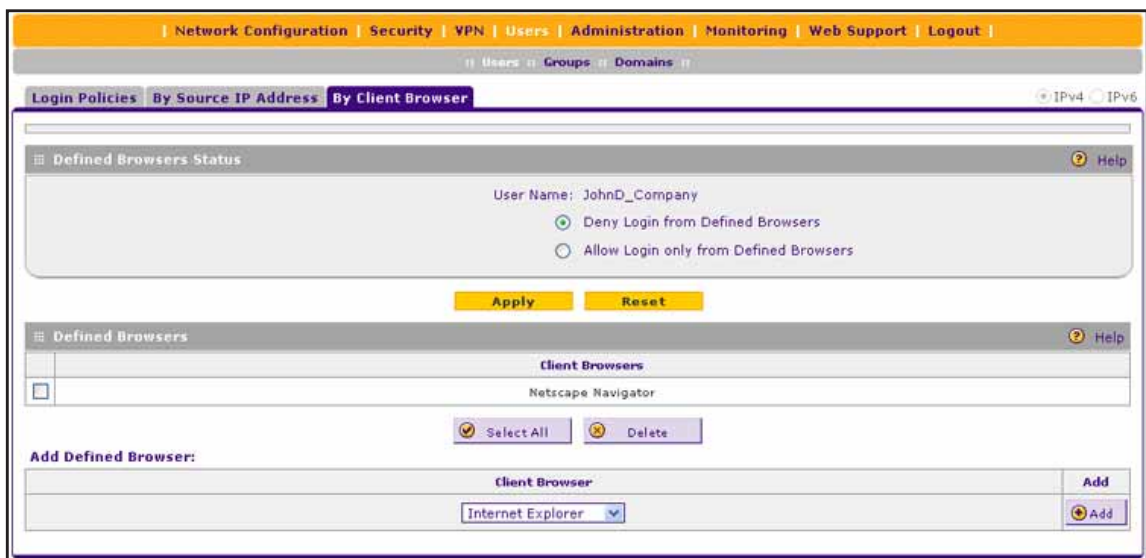 | Network Configuration | Security | VPN | Users | Administration | Monitoring | Web Support | Logout |
:: Users :: Groups :: Domains ::
Login Policies By Source IP Address By Client Browser IPv4 IPv6
Defined Browsers Status Help
User Name: JohnD_Company
Deny Login from Defined Browsers
Allow Login only from Defined Browsers
Apply Reset
Defined Browsers Help
Client Browsers
Netscape Navigator
Select All Delete
Add Defined Browser:
Client Browser Add
Internet Explorer Add